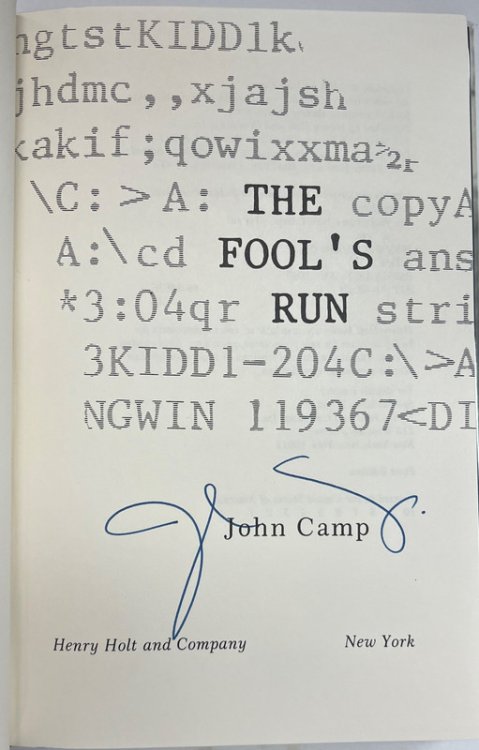 ngtstKIDD1k
jhdmc,,xjajsh
kakif;qowixxma
\C:>A: THE copyA
A:\cd FOOL'S ans
*3:04qr RUN stri
3KIDD1-204C:\>A
NGWIN 119367<DI
John Camp
Henry Holt and Company New York